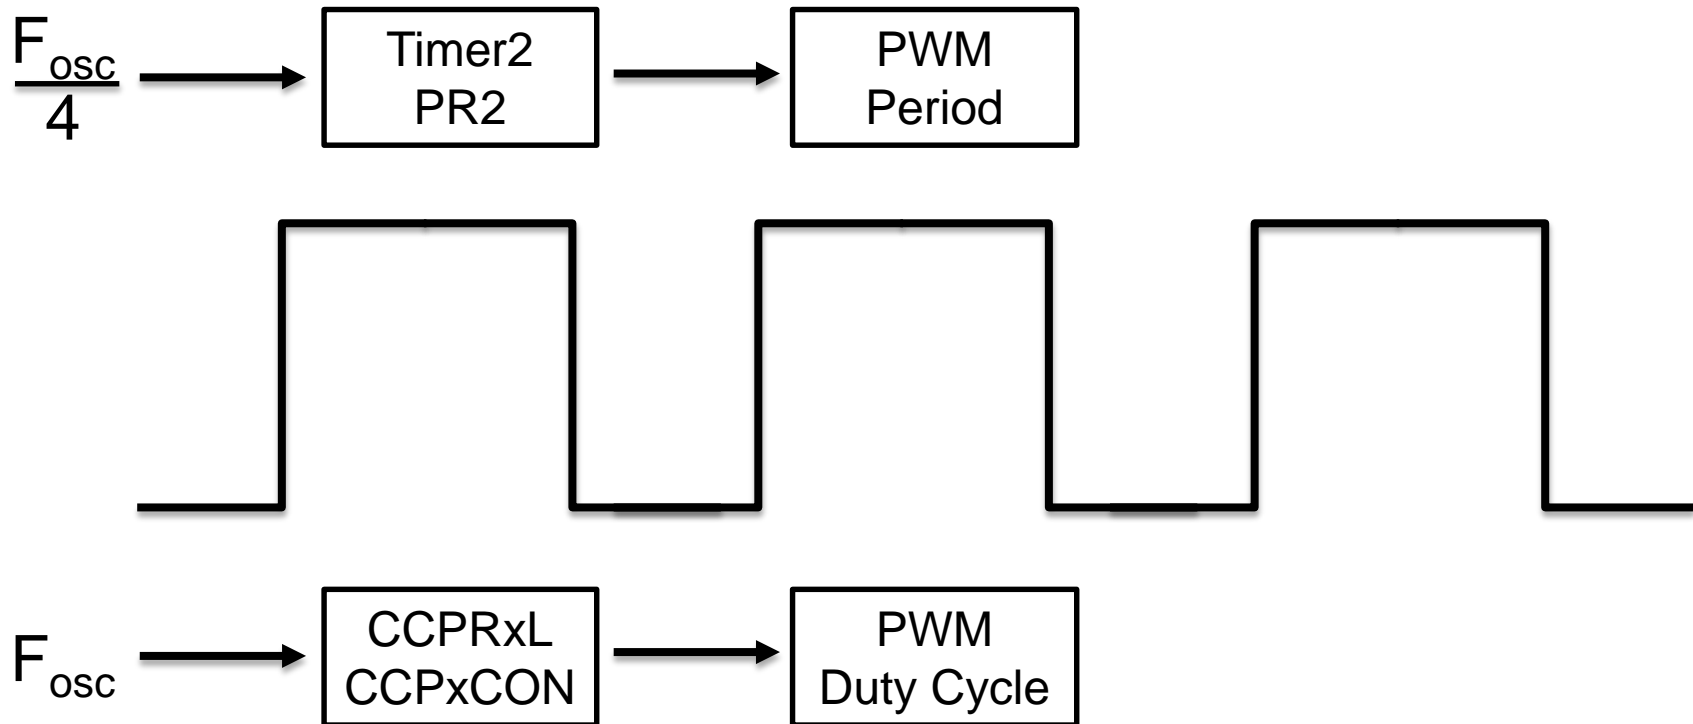 Fosc
4
Timer2
PR2
PWM
Period
Fosc
CCPRxL
CCPxCON
PWM
Duty Cycle